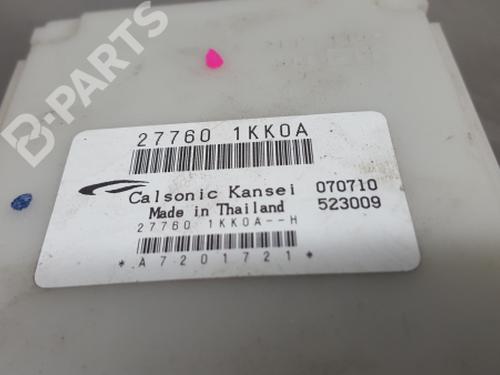 B-PARTS
27760 1KK0A
Calsonic Kansei 070710
Made in Thailand 523009
27760 1KK0A--H
*A7201721*